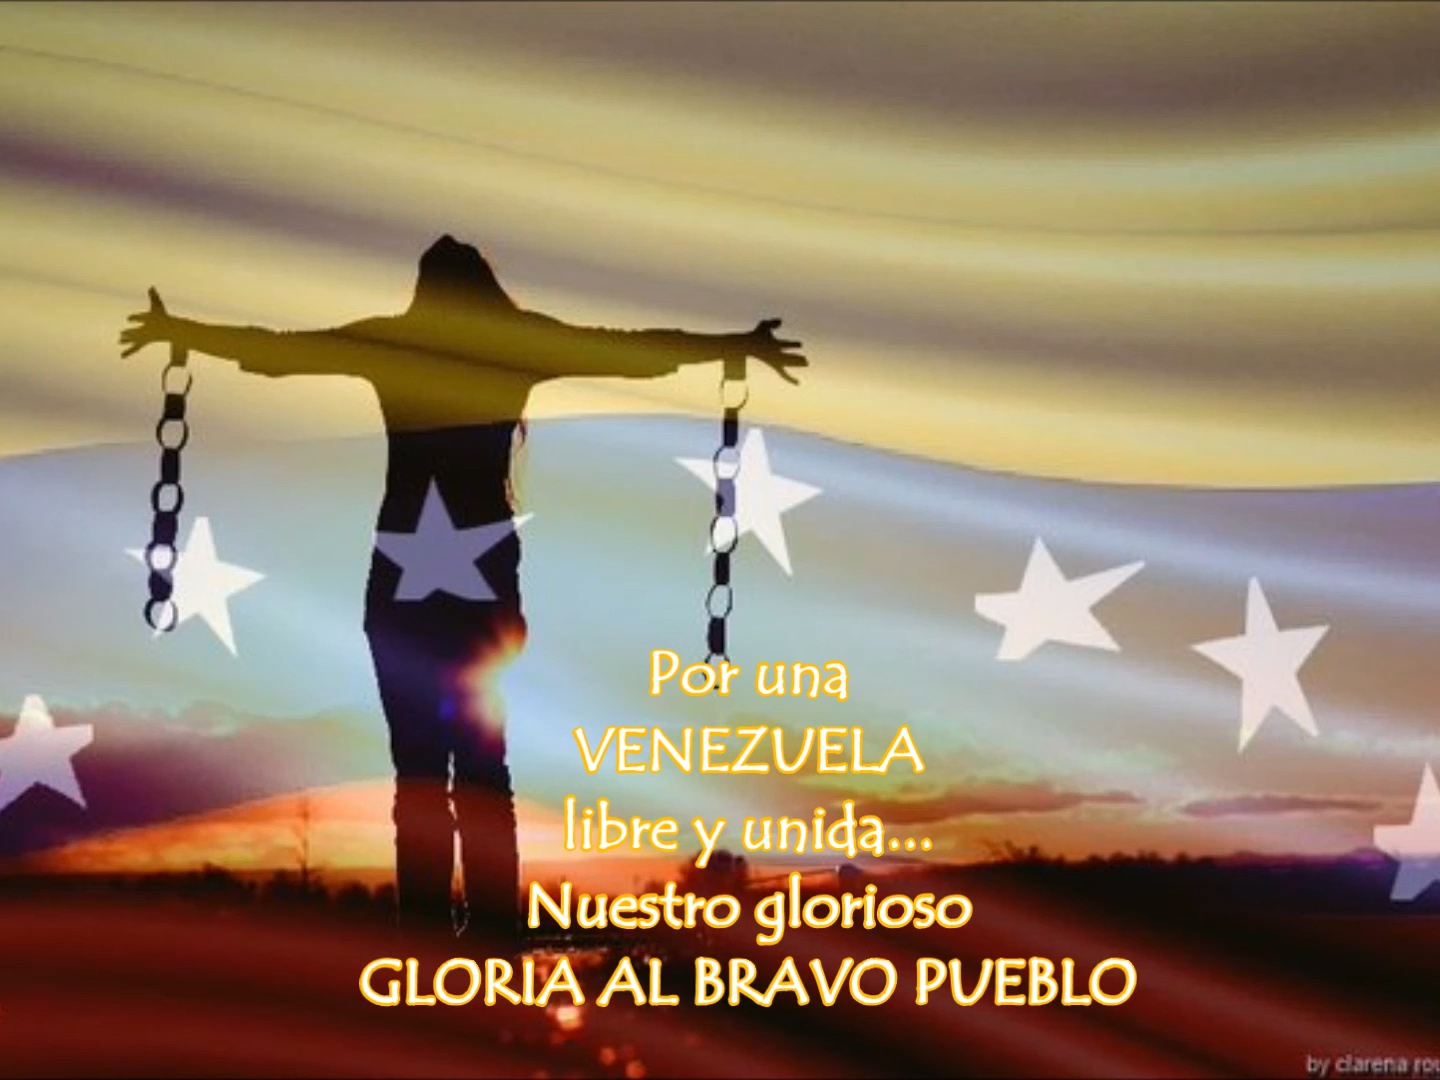 Por una
VENEZUELA
libre y unida...
Nuestro glorioso
GLORIA AL BRAVO PUEBLO
by clarena